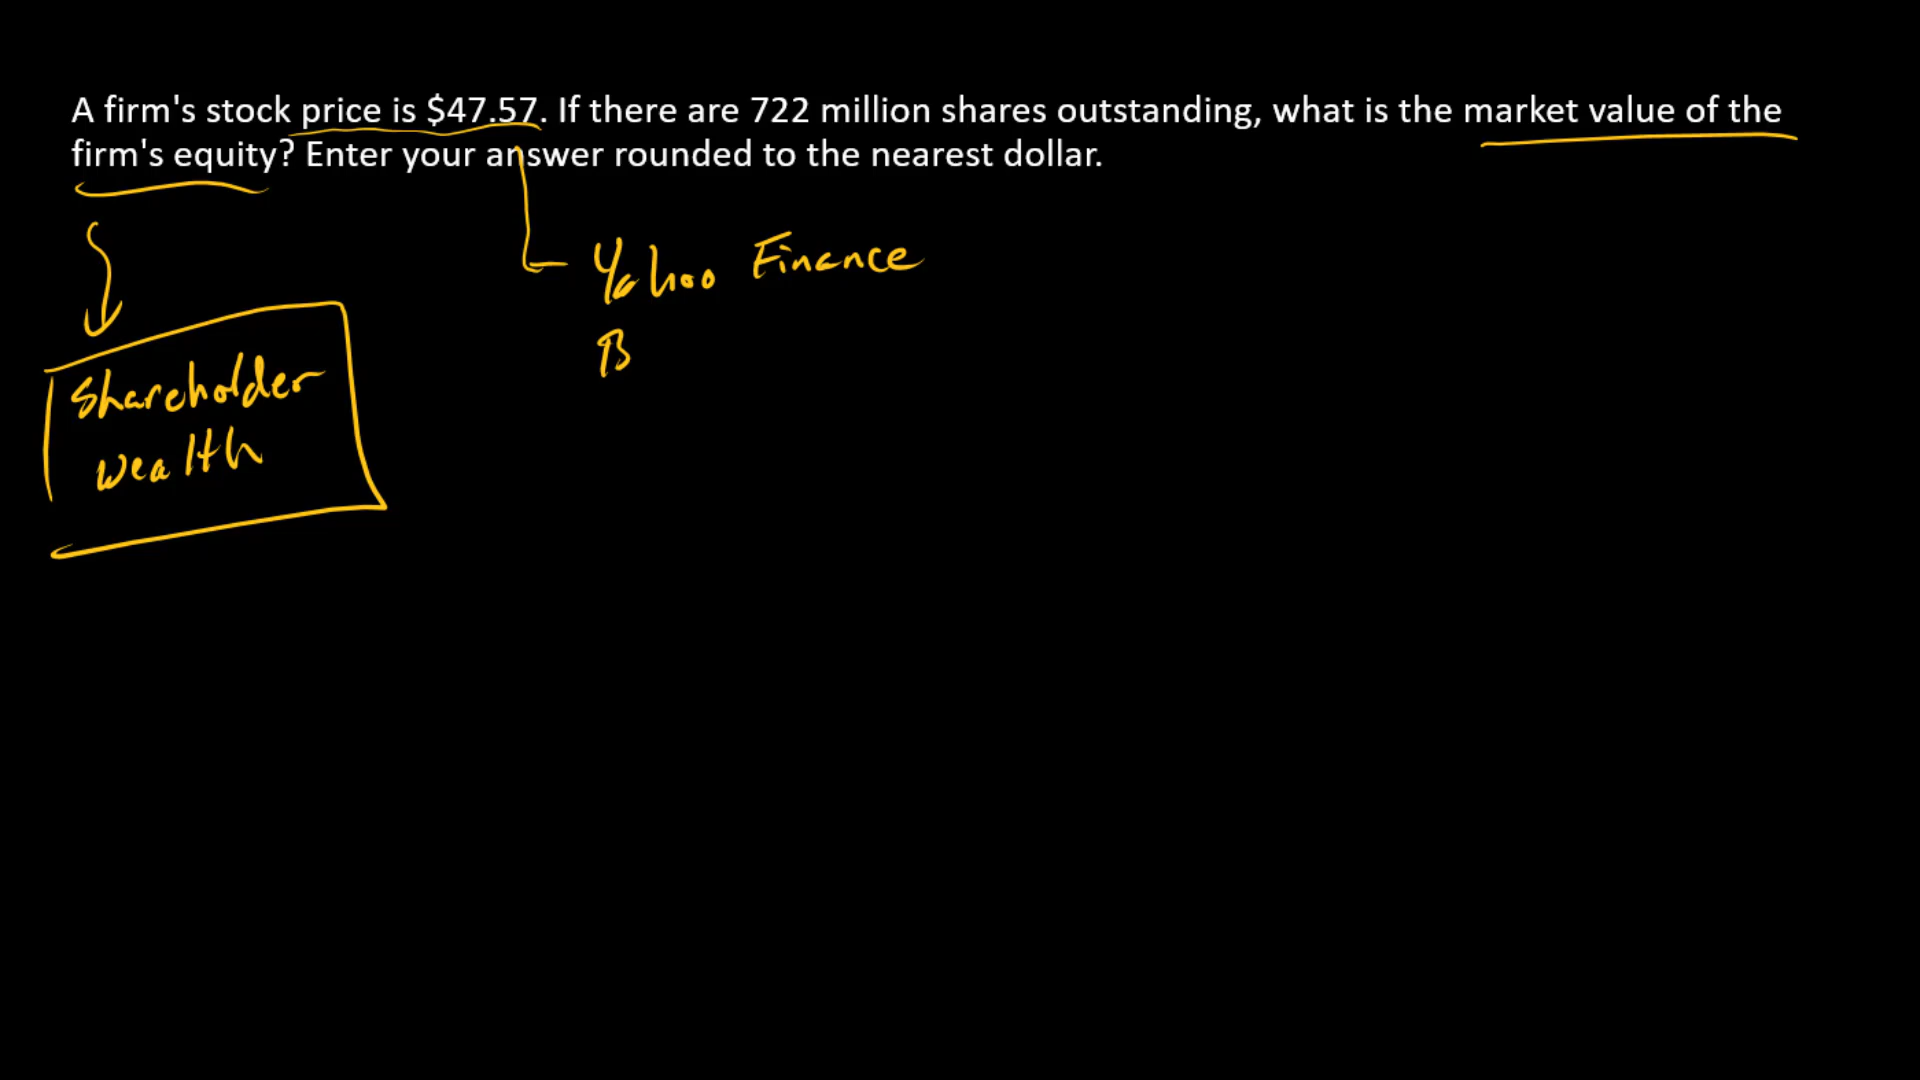 A firm's stock price is $47.57. If there are 722 million shares outstanding, what is the market value of the
firm's equity? Enter your answer rounded to the nearest dollar.
Yahoo Finance
B
Shareholder
wealth